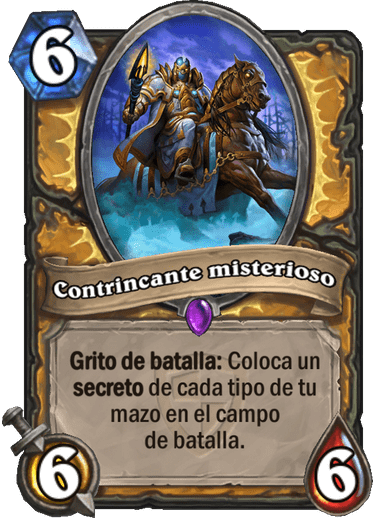 6
Contrincante misterioso
Grito de batalla: Coloca un
secreto de cada tipo de tu
mazo en el campo
de batalla.
6
6